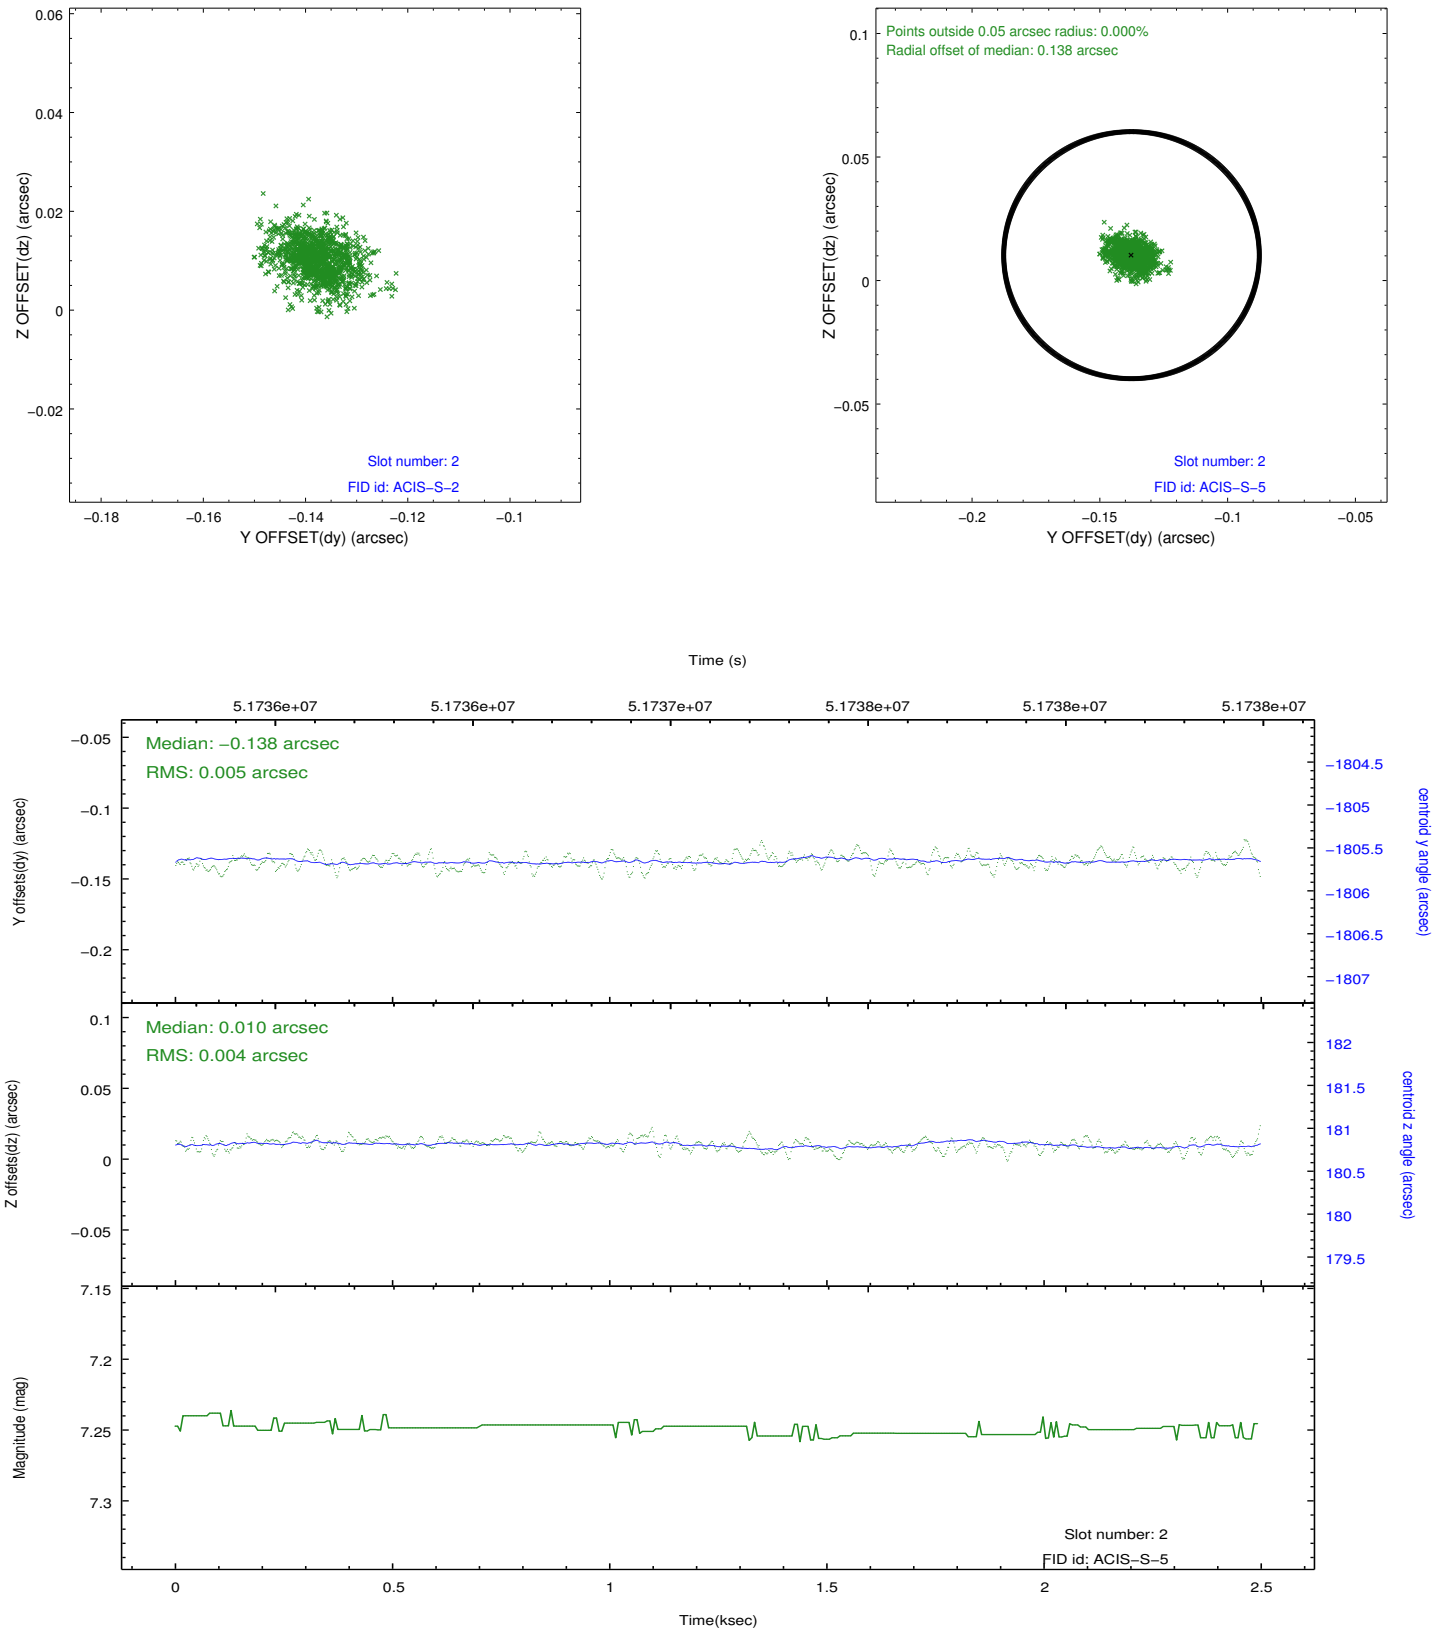 0.06
0.04
0.02
0
−0.02
Z OFFSET(dz) (arcsec)
Slot number: 2
FID id: ACIS−S−2
−0.18 −0.16 −0.14 −0.12 −0.1
Y OFFSET(dy) (arcsec)
Points outside 0.05 arcsec radius: 0.000%
Radial offset of median: 0.138 arcsec
0.1
0.05
0
−0.05
Z OFFSET(dz) (arcsec)
Slot number: 2
FID id: ACIS−S−5
−0.2 −0.15 −0.1 −0.05
Y OFFSET(dy) (arcsec)
Time (s)
5.1736e+07 5.1736e+07 5.1737e+07 5.1738e+07 5.1738e+07 5.1738e+07
Median: −0.138 arcsec
RMS: 0.005 arcsec
−0.05
−0.1
−0.15
−0.2
Y offsets(dy) (arcsec)
−1804.5
−1805
−1805.5
−1806
−1806.5
−1807
centroid y angle (arcsec)
Median: 0.010 arcsec
RMS: 0.004 arcsec
0.1
0.05
0
−0.05
Z offsets(dz) (arcsec)
182
181.5
181
180.5
180
179.5
centroid z angle (arcsec)
7.15
7.2
7.25
7.3
Magnitude (mag)
Slot number: 2
FID id: ACIS−S−5
0 0.5 1 1.5 2 2.5
Time(ksec)